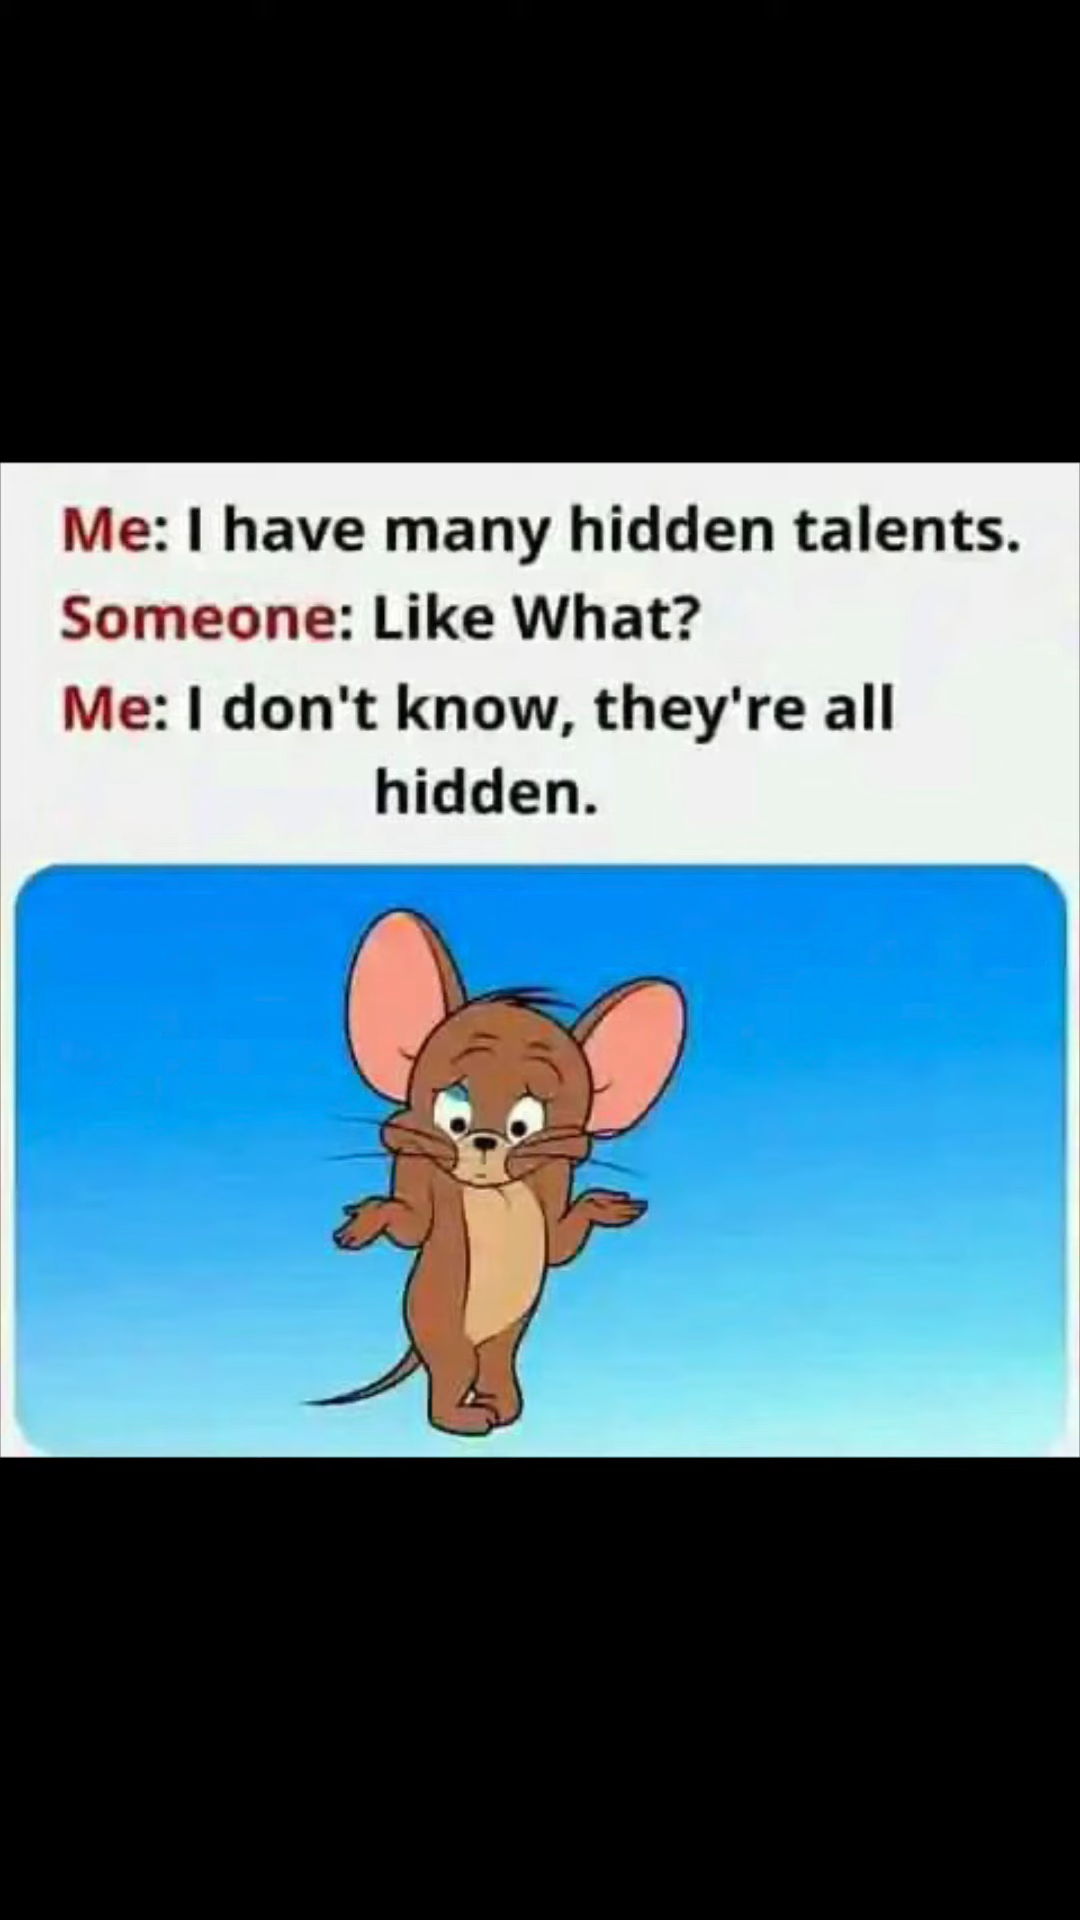 Me: I have many hidden talents.
Someone: Like What?
Me: I don't know, they're all
hidden.